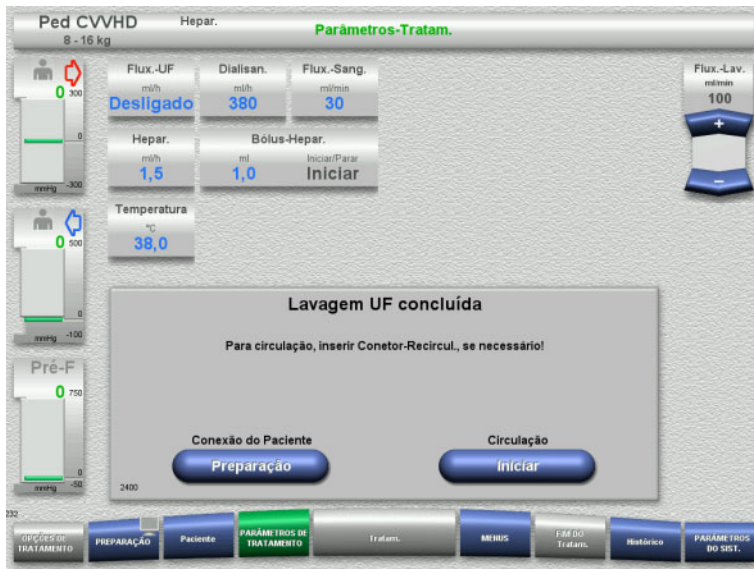 Ped CVVHD
Hepar.
8 - 16 kg
Parâmetros-Tratam.
0
300
0
-300
mmHg
Flux.-UF
ml/h
Desligado
Dialisan.
ml/h
380
Flux.-Sang.
ml/min
30
Flux.-Lav.
ml/min
100
+
–
Hepar.
ml/h
1,5
Bólus-Hepar.
ml
1,0
Iniciar/Parar
Iniciar
Temperatura
°C
38,0
0
500
0
-100
mmHg
Pré-F
0
750
0
-50
mmHg
Lavagem UF concluída
Para circulação, inserir Conetor-Recircul., se necessário!
Conexão do Paciente
Preparação
Circulação
Iniciar
2400
232
OPÇÕES DE
TRATAMENTO
PREPARAÇÃO
Paciente
PARÂMETROS DE
TRATAMENTO
Tratam.
MENUS
FIM DO
Tratam.
Histórico
PARÂMETROS
DO SIST.